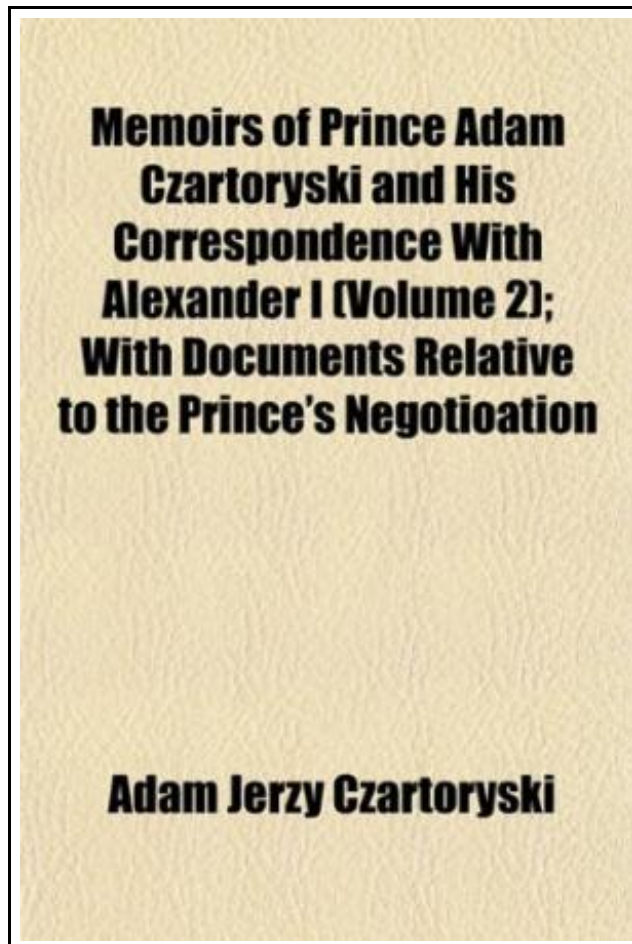 Memoirs of Prince Adam
Czartoryski and His
Correspondence With
Alexander I (Volume 2);
With Documents Relative
to the Prince's Negotioation
Adam Jerzy Czartoryski